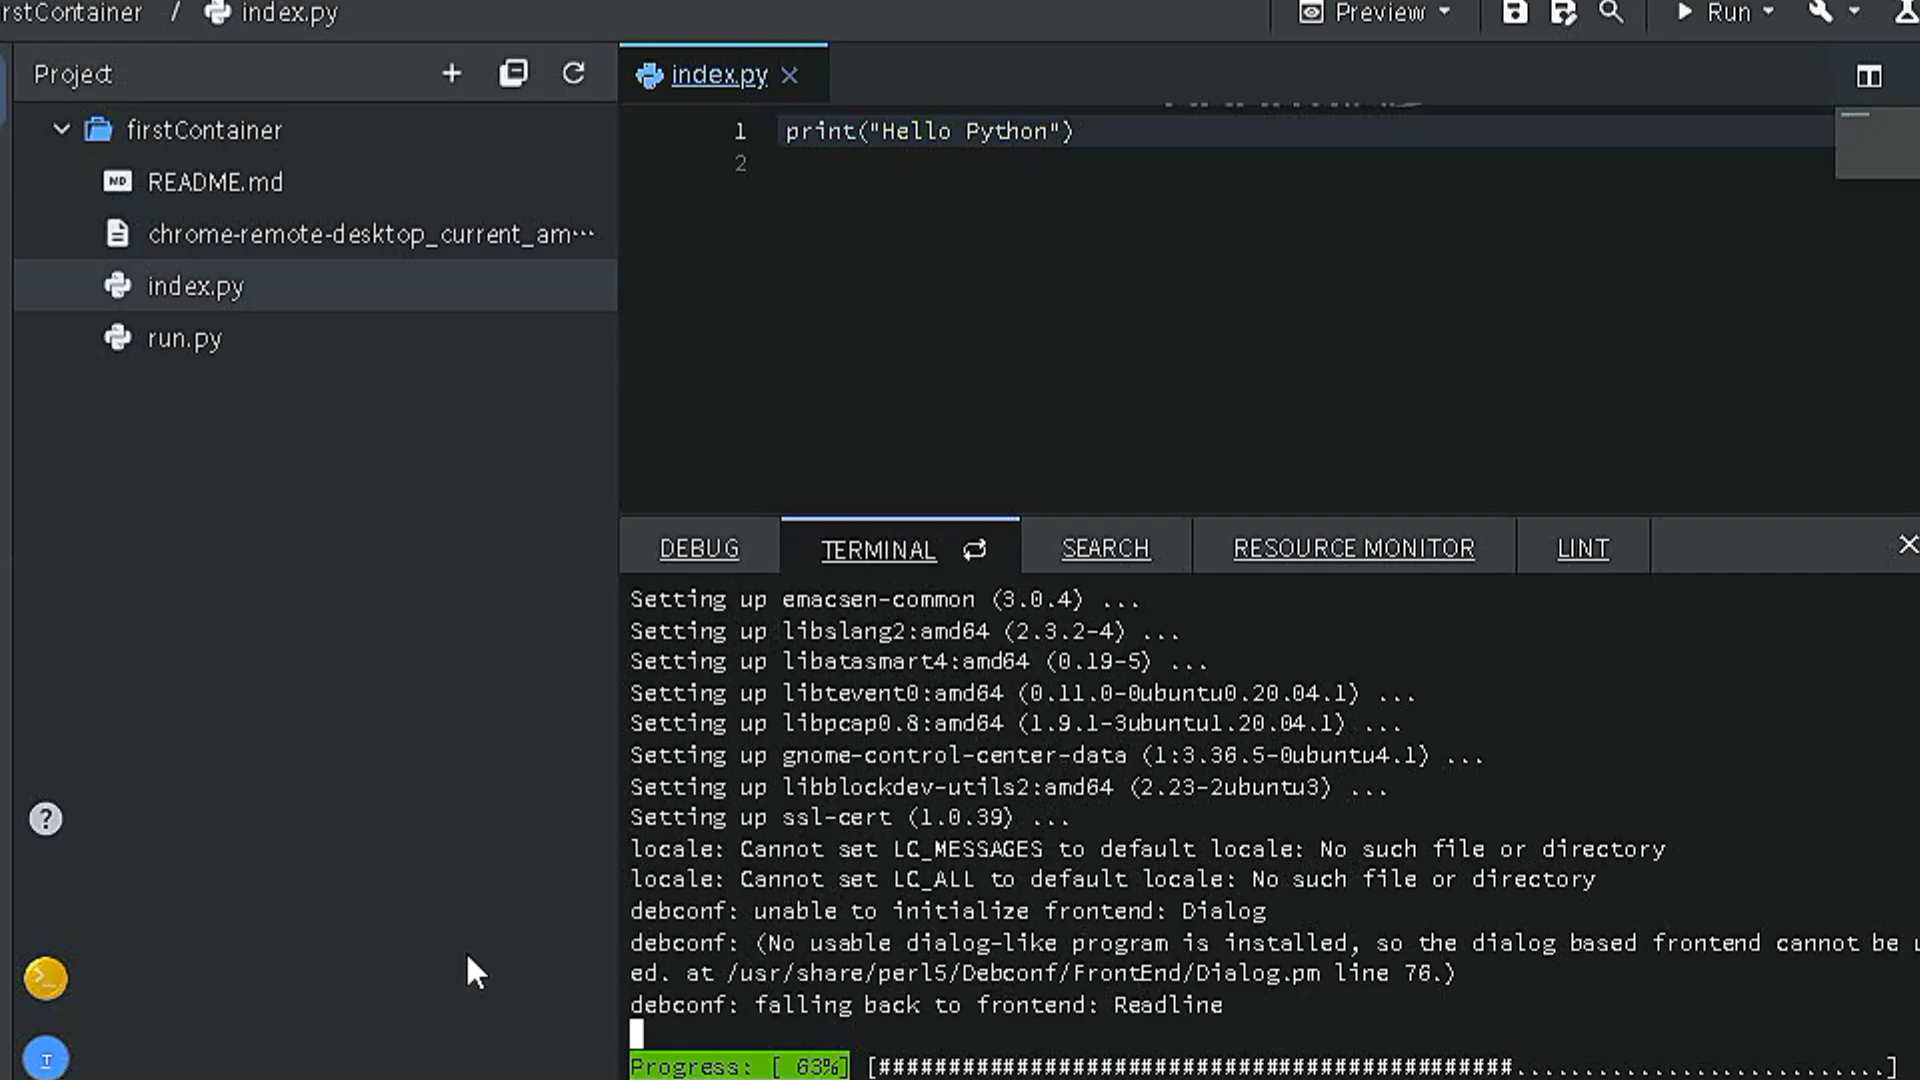 rstContainer / index.py
Preview
Run
Project
index.py
firstContainer
README.md
chrome-remote-desktop_current_am···
index.py
run.py
1 print("Hello Python")
2
DEBUG TERMINAL SEARCH RESOURCE MONITOR LINT
Setting up emacsen-common (3.0.4) ...
Setting up libslang2:amd64 (2.3.2-4) ...
Setting up libatasmart4:amd64 (0.19-5) ...
Setting up libtevent0:amd64 (0.11.0-0ubuntu0.20.04.1) ...
Setting up libpcap0.8:amd64 (1.9.1-3ubuntu1.20.04.1) ...
Setting up gnome-control-center-data (1:3.36.5-0ubuntu4.1) ...
Setting up libblockdev-utils2:amd64 (2.23-2ubuntu3) ...
Setting up ssl-cert (1.0.39) ...
locale: Cannot set LC_MESSAGES to default locale: No such file or directory
locale: Cannot set LC_ALL to default locale: No such file or directory
debconf: unable to initialize frontend: Dialog
debconf: (No usable dialog-like program is installed, so the dialog based frontend cannot be u
ed. at /usr/share/perl5/Debconf/FrontEnd/Dialog.pm line 76.)
debconf: falling back to frontend: Readline
Progress: [ 63%] [##############################################...........................]